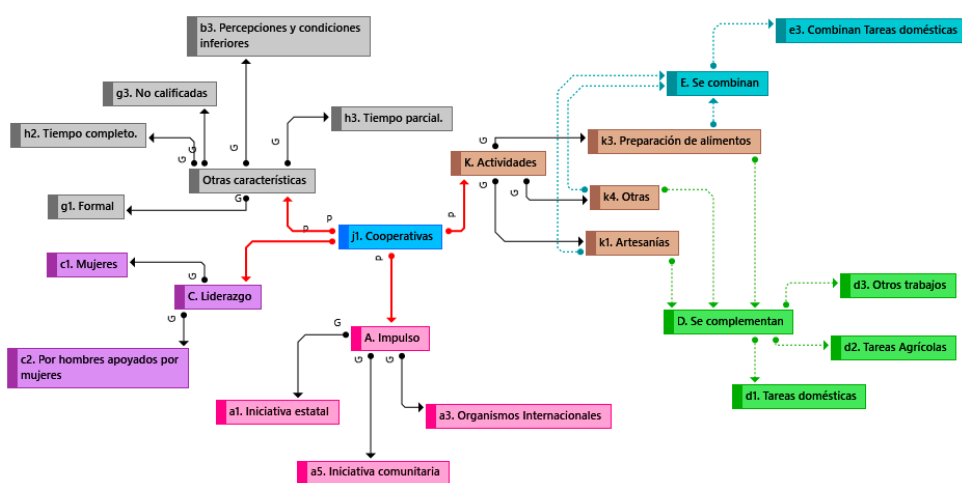 b3. Percepciones y condiciones
inferiores
e3. Combinan Tareas domésticas
g3. No calificadas
E. Se combinan
h2. Tiempo completo.
h3. Tiempo parcial.
k3. Preparación de alimentos
G
G
G
G
G
Otras características
K. Actividades
G
G
k4. Otras
g1. Formal
G
P
P
P
j1. Cooperativas
k1. Artesanías
P
c1. Mujeres
G
C. Liderazgo
d3. Otros trabajos
G
G
D. Se complementan
A. Impulso
d2. Tareas Agrícolas
c2. Por hombres apoyados por
mujeres
G
G
d1. Tareas domésticas
a1. Iniciativa estatal
a3. Organismos Internacionales
a5. Iniciativa comunitaria